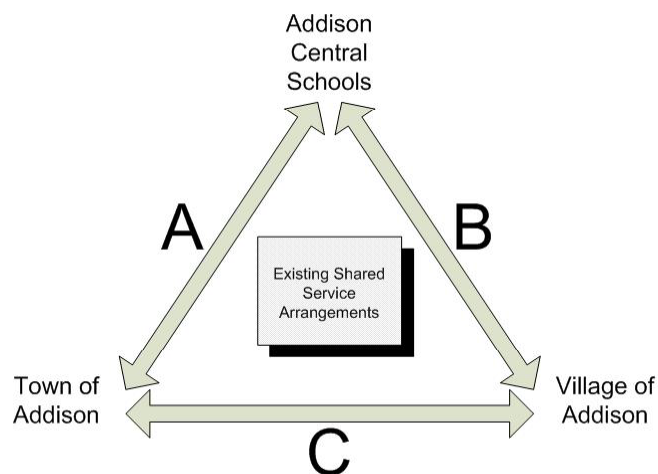 Addison
Central
Schools
A
B
Existing Shared
Service
Arrangements
Town of
Addison
Village of
Addison
C